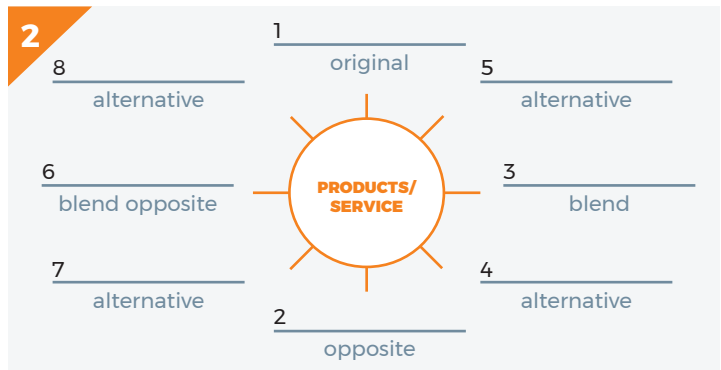 2
1
original
8
alternative
5
alternative
6
blend opposite
PRODUCTS/
SERVICE
3
blend
7
alternative
4
alternative
2
opposite